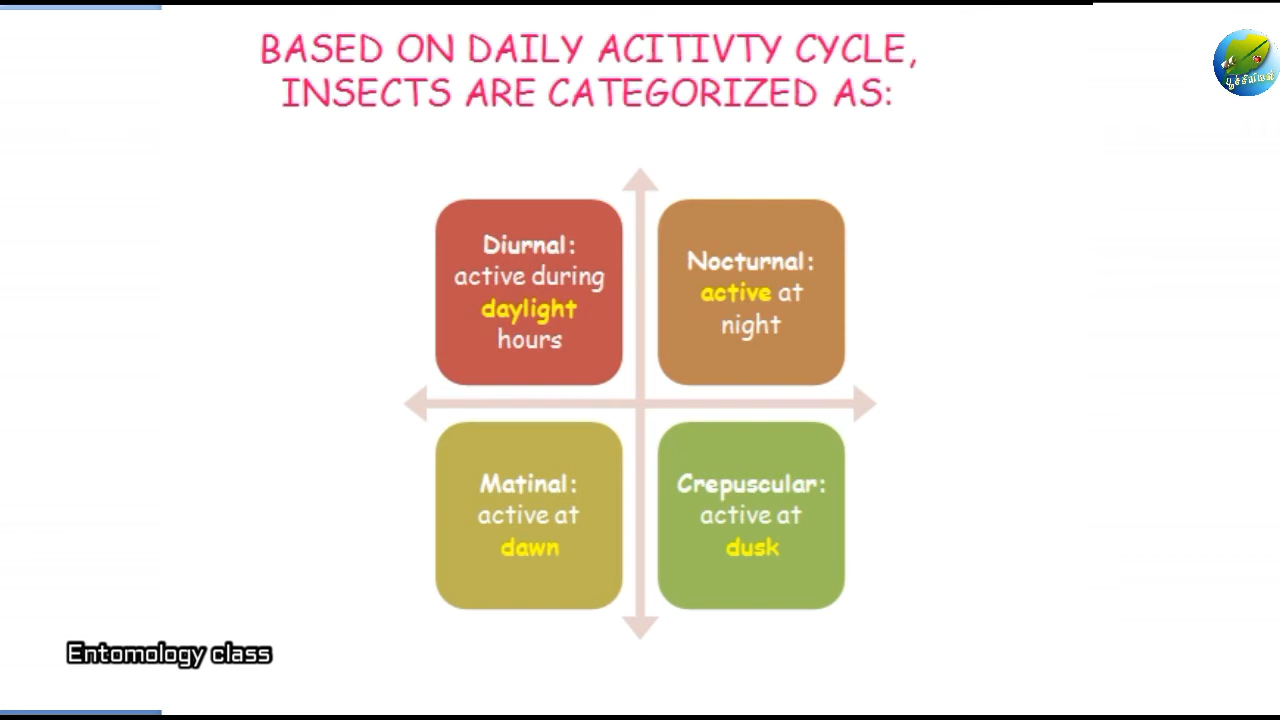 BASED ON DAILY ACITIVTY CYCLE,
INSECTS ARE CATEGORIZED AS:
Diurnal:
active during
daylight
hours
Nocturnal:
active at
night
Matinal:
active at
dawn
Crepuscular:
active at
dusk
Entomology class